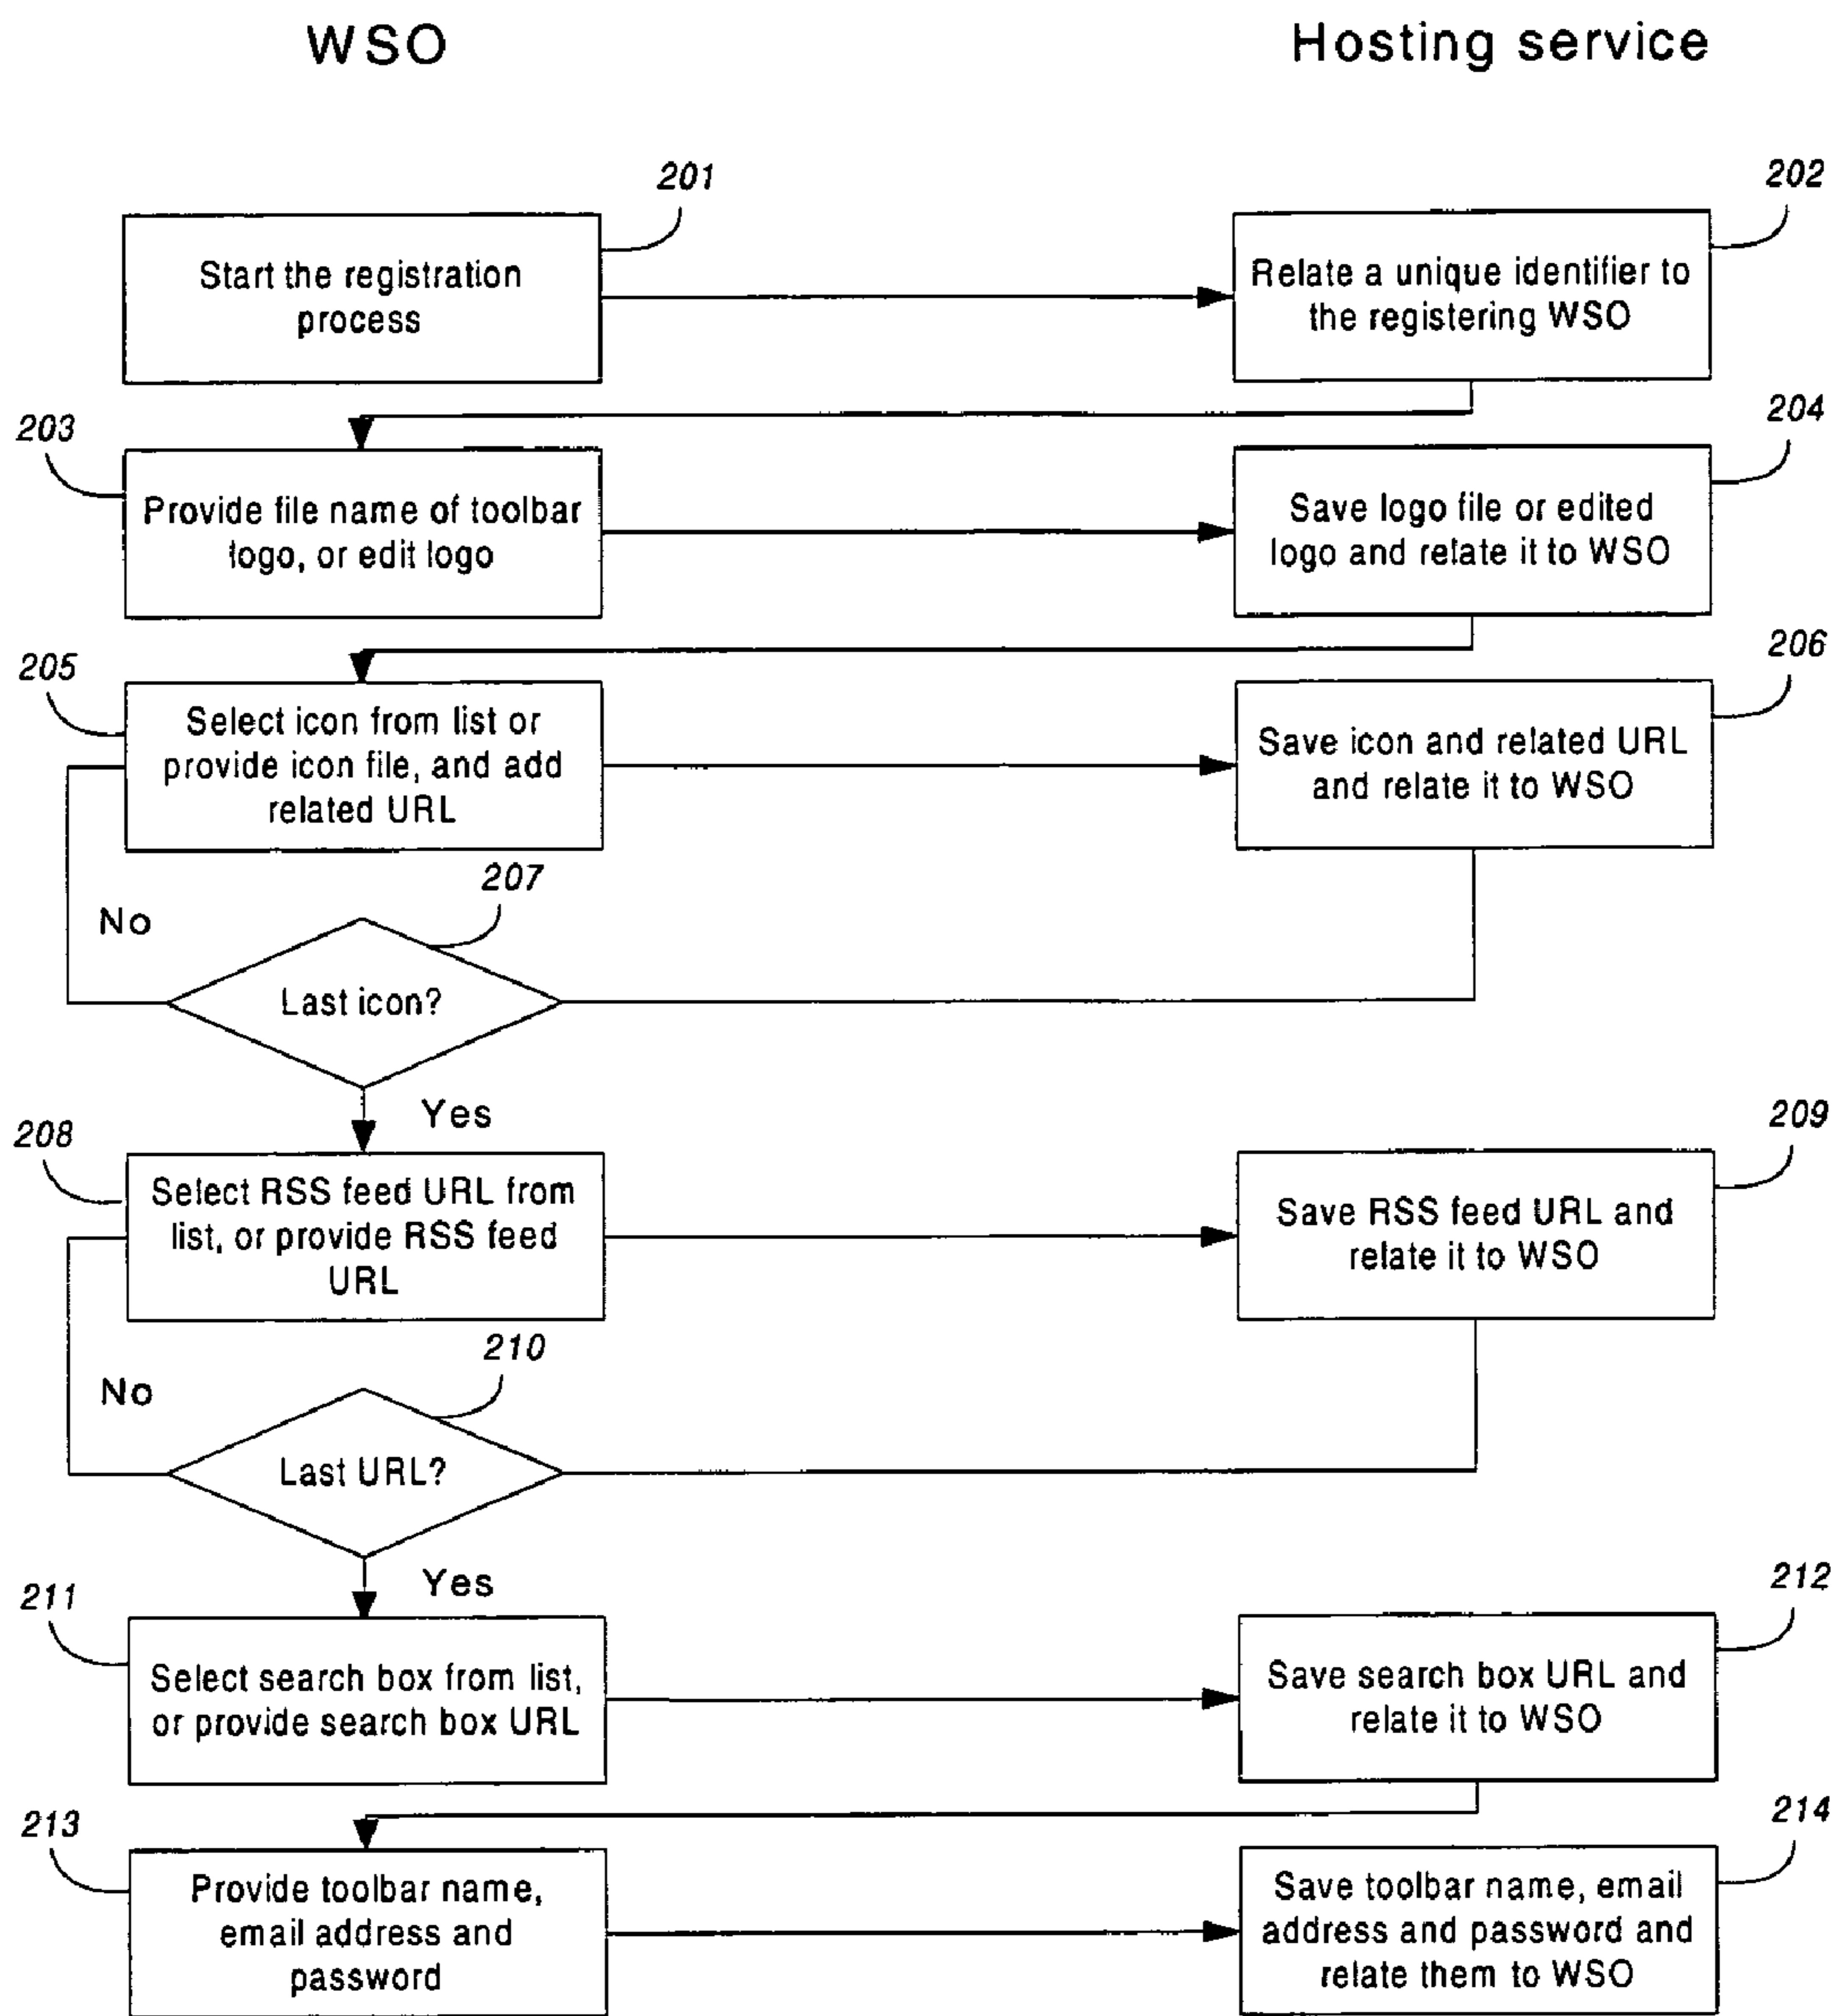 WSO
Hosting service
201
Start the registration
process
202
Relate a unique identifier to
the registering WSO
203
Provide file name of toolbar
logo, or edit logo
204
Save logo file or edited
logo and relate it to WSO
205
Select icon from list or
provide icon file, and add
related URL
206
Save icon and related URL
and relate it to WSO
207
No
Last icon?
Yes
208
Select RSS feed URL from
list, or provide RSS feed
URL
209
Save RSS feed URL and
relate it to WSO
210
No
Last URL?
Yes
211
Select search box from list,
or provide search box URL
212
Save search box URL and
relate it to WSO
213
Provide toolbar name,
email address and
password
214
Save toolbar name, email
address and password and
relate them to WSO